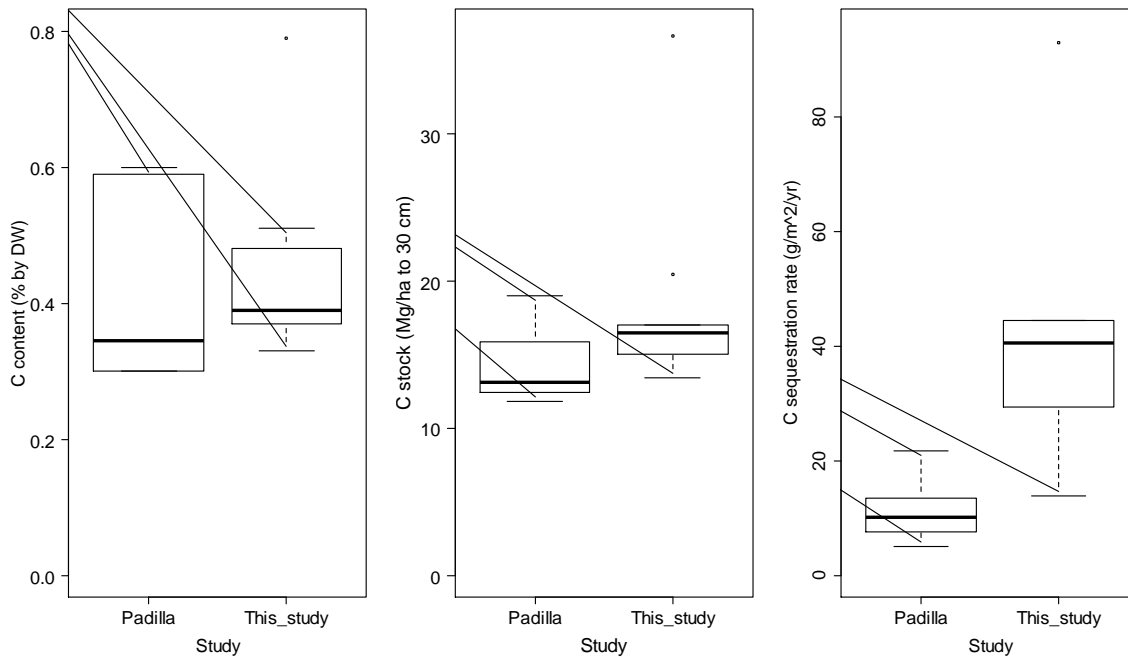 C content (% by DW)
0.8
0.6
0.4
0.2
0.0
Padilla This_study
Study
C stock (Mg/ha to 30 cm)
30
20
10
0
Padilla This_study
Study
C sequestration rate (g/m^2/yr)
80
60
40
20
0
Padilla This_study
Study